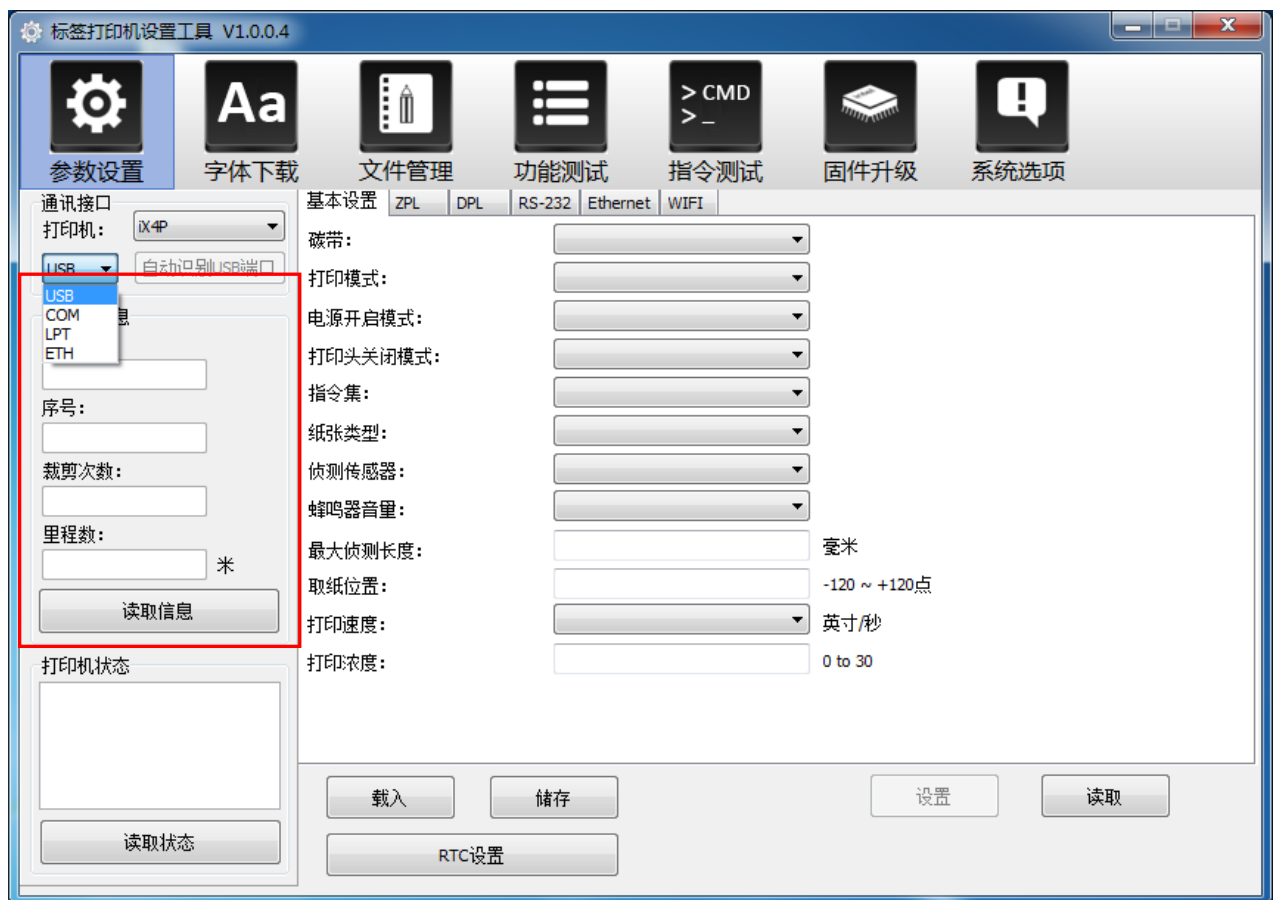 标签打印机设置工具 V1.0.0.4
Aa
> CMD
> _
参数设置
字体下载
文件管理
功能测试
指令测试
固件升级
系统选项
通讯接口
打印机：
iX4P
USB
自动识别USB端口
USB
COM
LPT
ETH
息
序号：
裁剪次数：
里程数：
米
读取信息
打印机状态
读取状态
基本设置 ZPL DPL RS-232 Ethernet WIFI
碳带：
打印模式：
电源开启模式：
打印头关闭模式：
指令集：
纸张类型：
侦测传感器：
蜂鸣器音量：
最大侦测长度：
毫米
取纸位置：
-120 ~ +120点
打印速度：
英寸/秒
打印浓度：
0 to 30
载入
储存
设置
读取
RTC设置